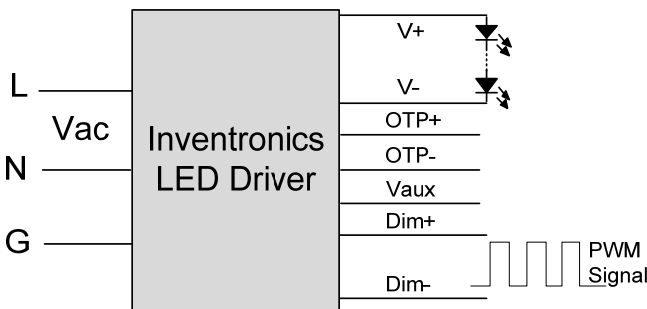 L
Vac
N
G
Inventronics
LED Driver
V+
V-
OTP+
OTP-
Vaux
Dim+
Dim-
PWM
Signal